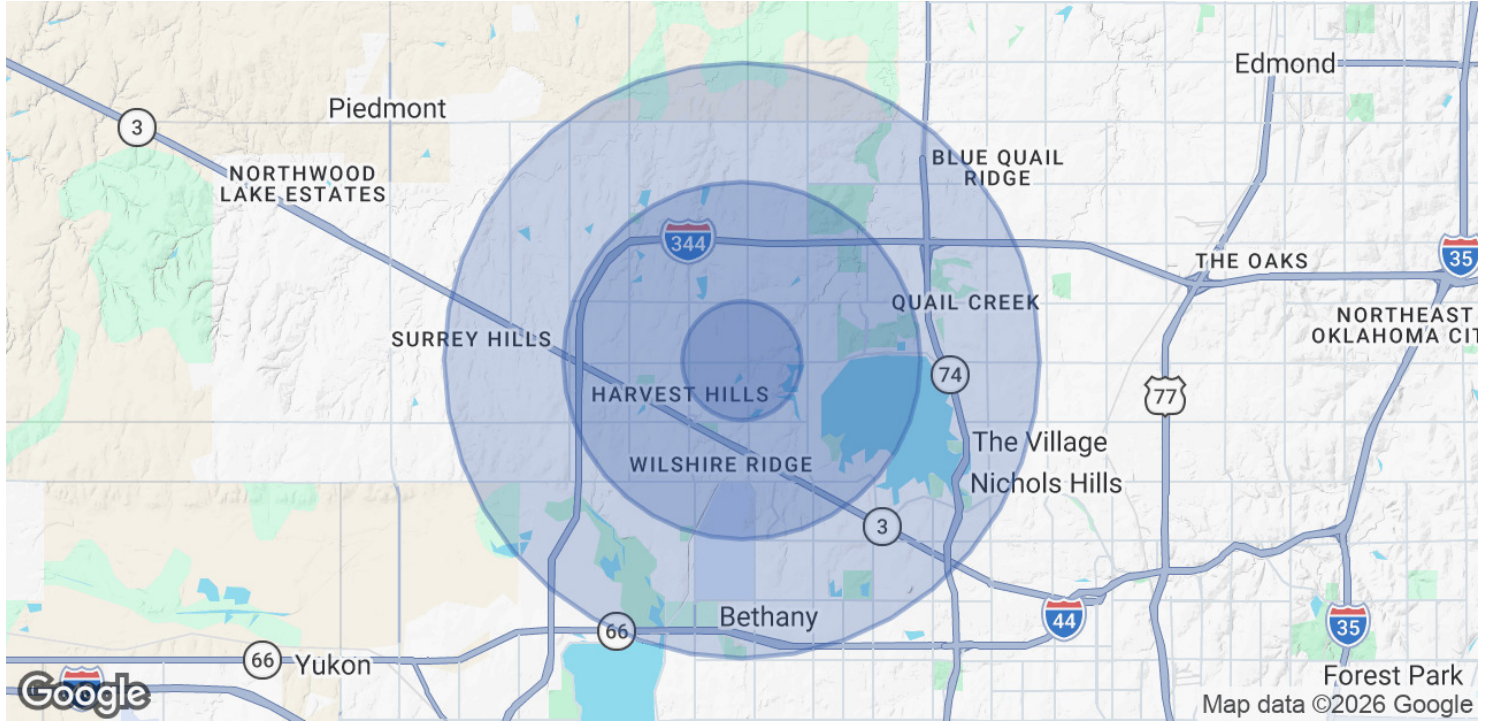 Edmond
Piedmont
3
BLUE QUAIL
RIDGE
NORTHWOOD
LAKE ESTATES
344
35
THE OAKS
QUAIL CREEK
NORTHEAST
OKLAHOMA CIT
SURREY HILLS
74
HARVEST HILLS
77
The Village
WILSHIRE RIDGE
Nichols Hills
3
Bethany
44
66
35
66
Yukon
Forest Park
Google
Map data ©2026 Google